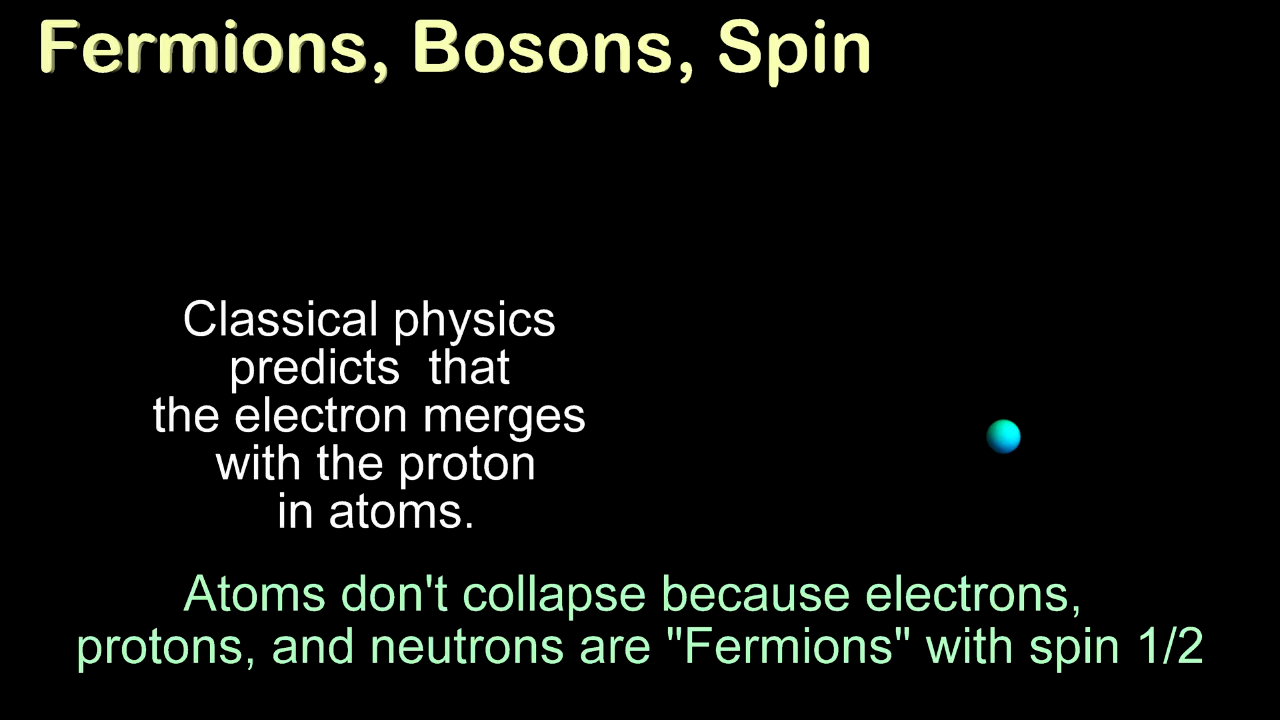 Fermions, Bosons, Spin
Classical physics
predicts  that
the electron merges
with the proton
in atoms.
Atoms don't collapse because electrons,
protons, and neutrons are "Fermions" with spin 1/2